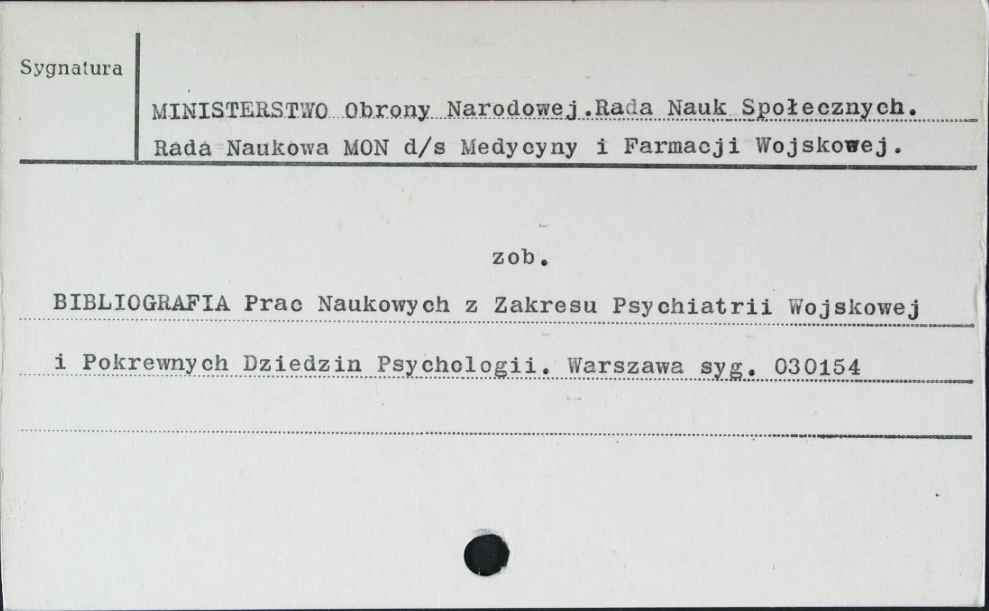 Sygnatura
MINISTERSTWO Obrony Narodowej.Rada Nauk Społecznych.
Rada Naukowa MON d/s Medycyny i Farmacji Wojskowej.
zob.
BIBLIOGRAFIA Prac Naukowych z Zakresu Psychiatrii Wojskowej
i Pokrewnych Dziedzin Psychologii. Warszawa syg. 030154